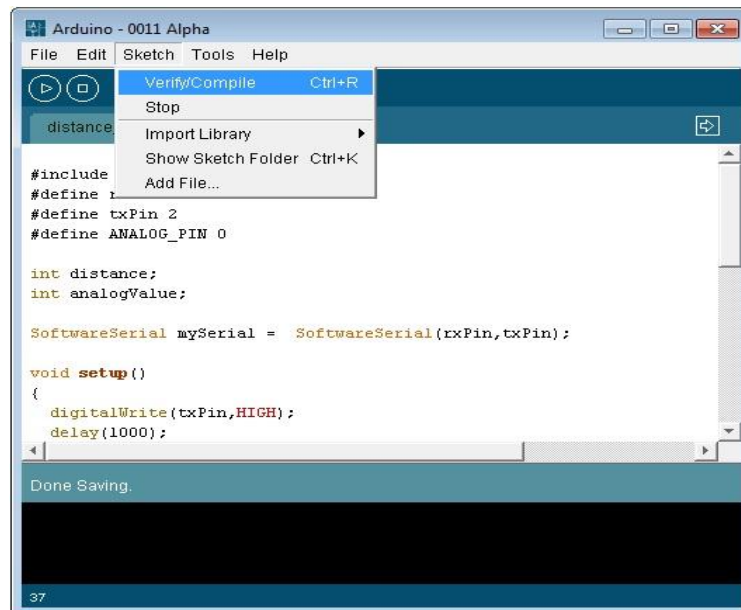 Arduino - 0011 Alpha
File Edit Sketch Tools Help
Verify/Compile Ctrl+R
Stop
Import Library
Show Sketch Folder Ctrl+K
Add File...
distance
#include
#define
#define txPin 2
#define ANALOG_PIN 0
int distance;
int analogValue;
SoftwareSerial mySerial = SoftwareSerial(rxPin,txPin);
void setup()
{
digitalWrite(txPin,HIGH);
delay(1000);
Done Saving.
37